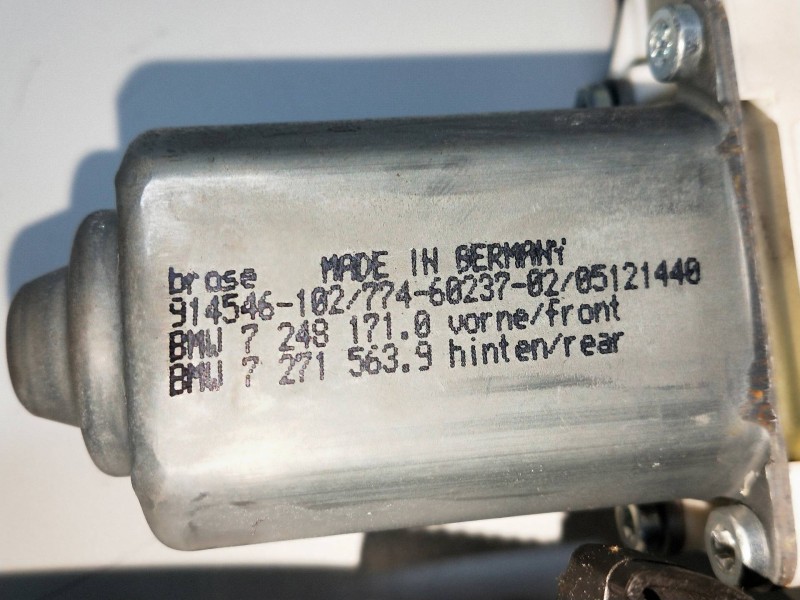 brose MADE IN GERMANY
914546-102/774-60237-02/05121440
BMW 7 248 171.0 vorne/front
BMW 7 271 563.9 hinten/rear